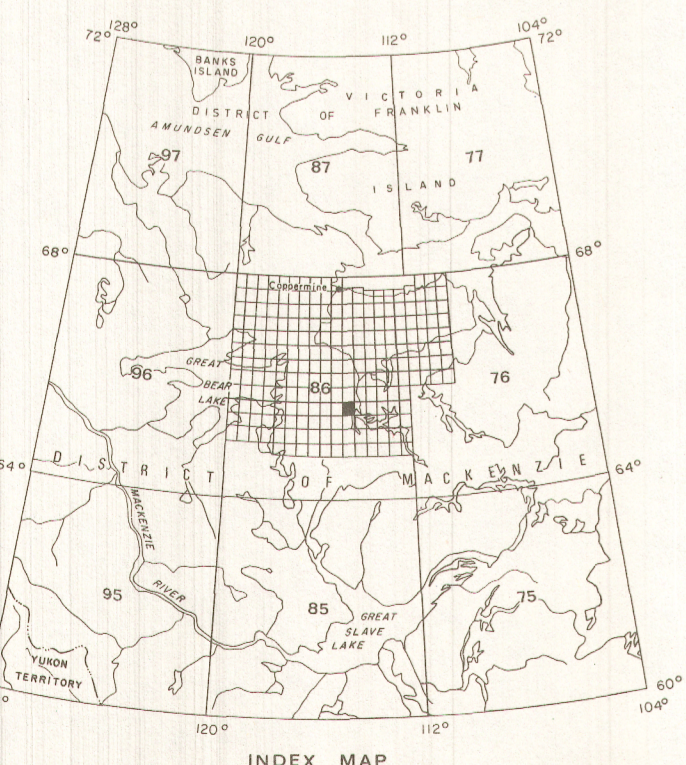 128°
72°
120°
112°
104°
72°
BANKS
ISLAND
VICTORIA
DISTRICT OF FRANKLIN
AMUNDSEN GULF
97
87
77
ISLAND
68°
68°
Coppermine
GREAT
96
BEAR
86
76
LAKE
64°
DISTRICT OF MACKENZIE
64°
MACKENZIE
RIVER
95
85
75
GREAT
SLAVE
LAKE
YUKON
TERRITORY
60°
104°
°
120°
112°
INDEX MAP